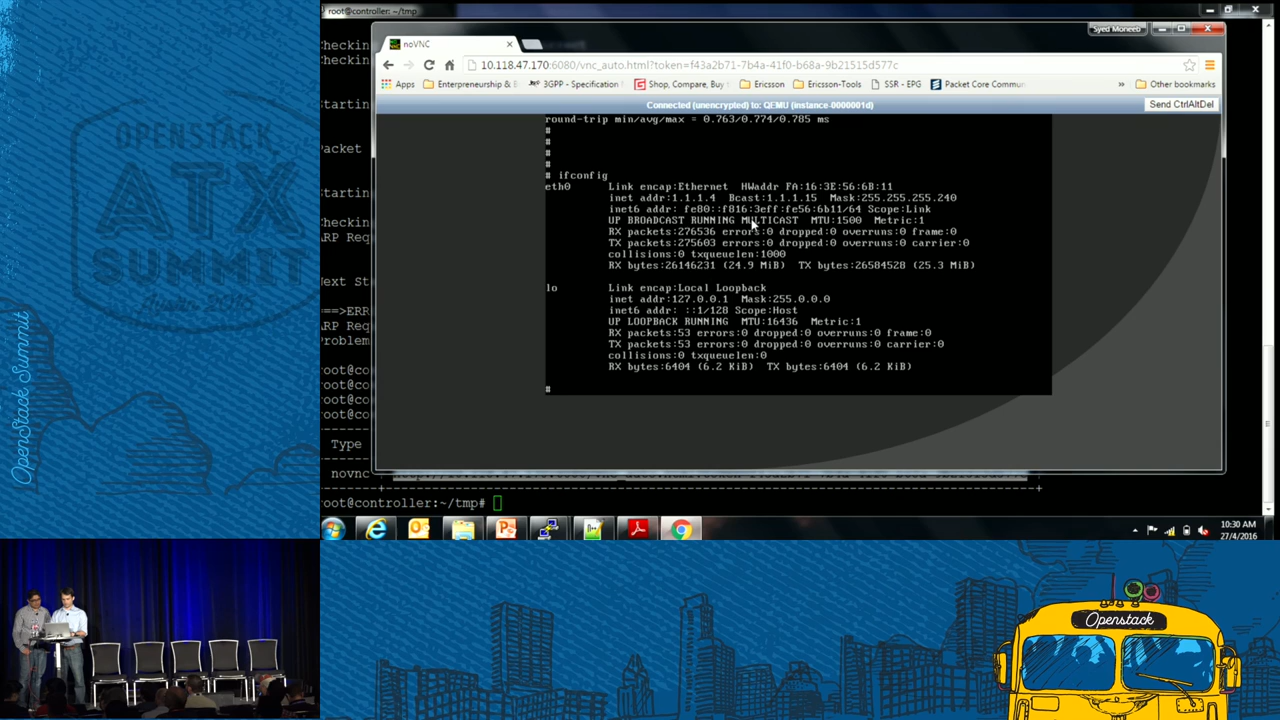 OPENSTACK
ATX
SUMMIT
OpenStack Summit
root@controller: ~/tmp
Syed Moneeb
noVNC
10.118.47.170:6080/vnc_auto.html?token=f43a2b71-7b4a-41f0-b68a-9b21515d577c
Apps Enterpreneurship & E 3GPP - Specification Shop, Compare, Buy Ericsson Ericsson-Tools SSR - EPG Packet Core Commun » Other bookmarks
Connected (unencrypted) to: QEMU (instance-0000001d)
Send CtrlAltDel
round-trip min/avg/max = 0.763/0.774/0.785 ms
#
#
#
#
# ifconfig
eth0 Link encap:Ethernet HWaddr FA:16:3E:56:6B:11
inet addr:1.1.1.4 Bcast:1.1.1.15 Mask:255.255.255.240
inet6 addr: fe80::f816:3eff:fe56:6b11/64 Scope:Link
UP BROADCAST RUNNING MULTICAST MTU:1500 Metric:1
RX packets:276536 errors:0 dropped:0 overruns:0 frame:0
TX packets:275603 errors:0 dropped:0 overruns:0 carrier:0
collisions:0 txqueuelen:1000
RX bytes:26146231 (24.9 MiB) TX bytes:26584528 (25.3 MiB)
lo Link encap:Local Loopback
inet addr:127.0.0.1 Mask:255.0.0.0
inet6 addr: ::1/128 Scope:Host
UP LOOPBACK RUNNING MTU:16436 Metric:1
RX packets:53 errors:0 dropped:0 overruns:0 frame:0
TX packets:53 errors:0 dropped:0 overruns:0 carrier:0
collisions:0 txqueuelen:0
RX bytes:6404 (6.2 KiB) TX bytes:6404 (6.2 KiB)
#
Checkin
Checkin
Startin
Packet
Startin
Checkin
ARP Req
Next St
===>ERR
ARP Req
Problem
root@co
root@co
root@co
root@co
Type
novnc
root@controller:~/tmp#
10:30 AM
27/4/2016
Openstack